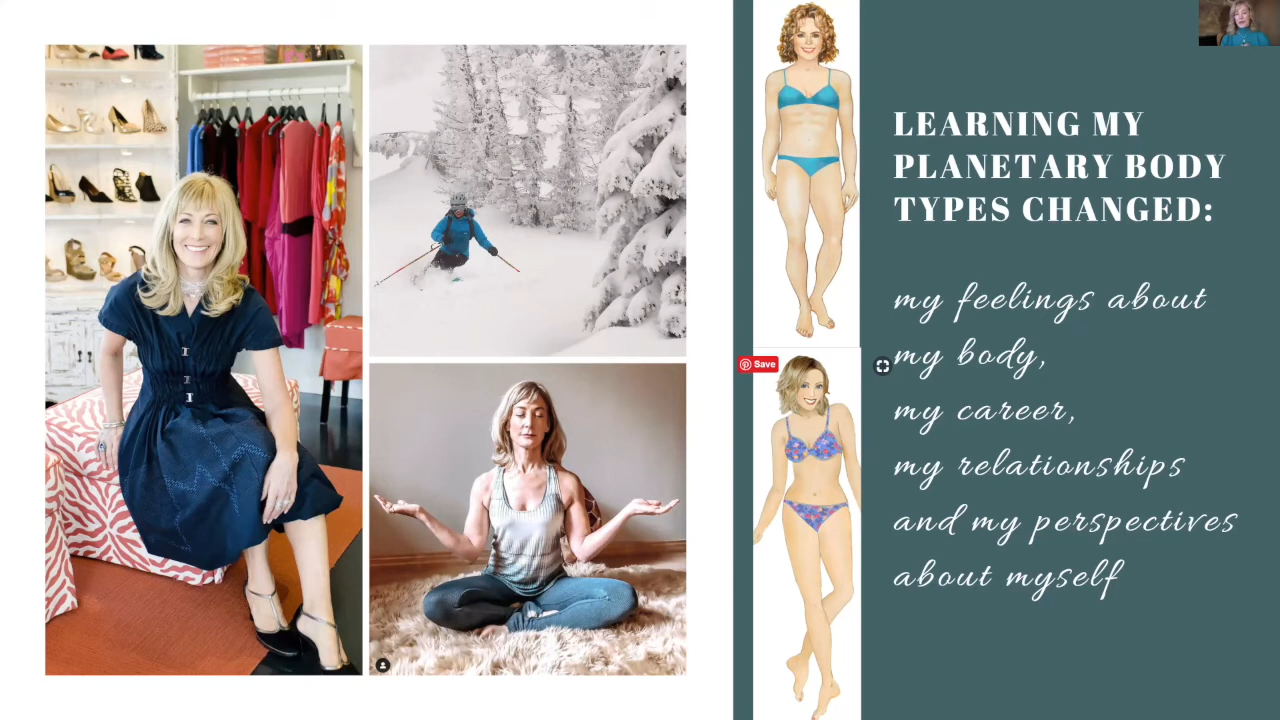 LEARNING MY
PLANETARY BODY
TYPES CHANGED:
my feelings about
Save
my body,
my career,
my relationships
and my perspectives
about myself